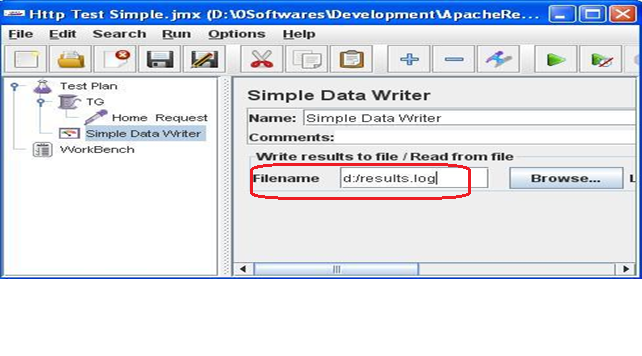 Http Test Simple.jmx (D:\0Softwares\Development\ApacheRe...
File Edit Search Run Options Help
Test Plan
TG
Home Request
Simple Data Writer
WorkBench
Simple Data Writer
Name: Simple Data Writer
Comments:
Write results to file / Read from file
Filename d:/results.log Browse... L